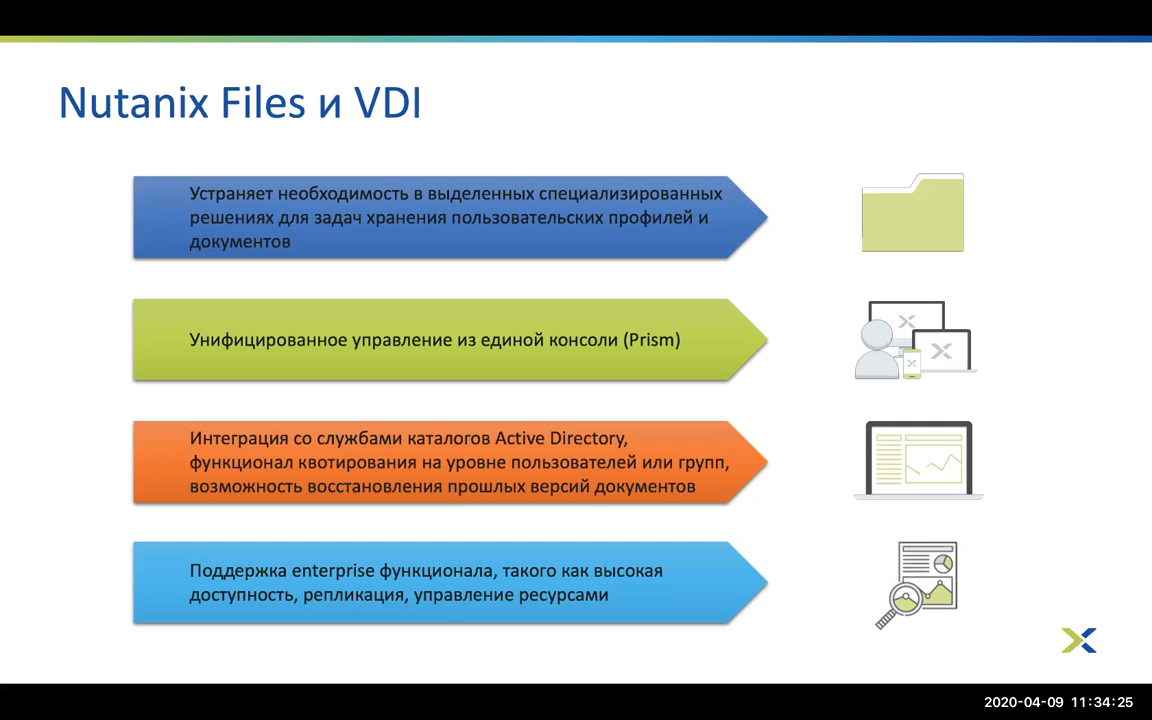 Nutanix Files и VDI
Устраняет необходимость в выделенных специализированных
решениях для задач хранения пользовательских профилей и
документов
Унифицированное управление из единой консоли (Prism)
Интеграция со службами каталогов Active Directory,
функционал квотирования на уровне пользователей или групп,
возможность восстановления прошлых версий документов
Поддержка enterprise функционала, такого как высокая
доступность, репликация, управление ресурсами
2020-04-09 11:34:25